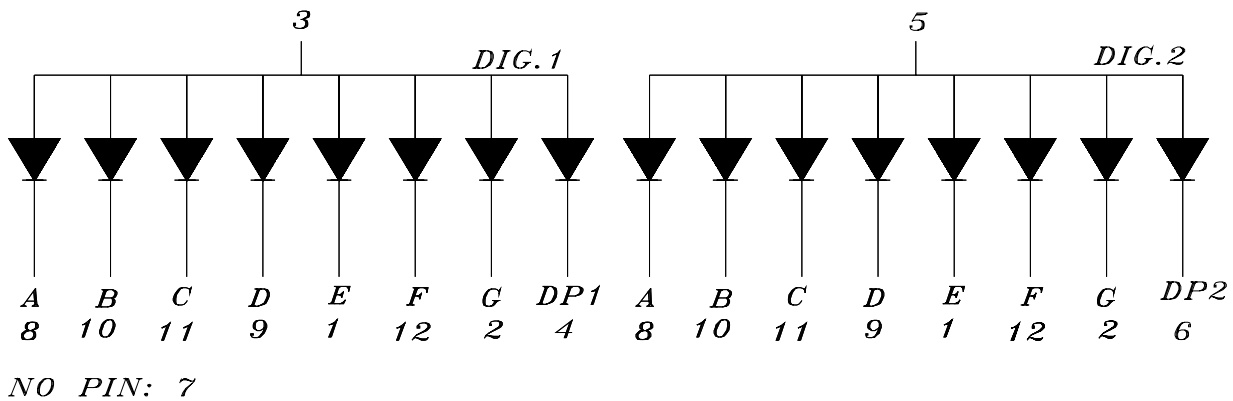 3 5
DIG.1 DIG.2
A B C D E F G DP1 A B C D E F G DP2
8 10 11 9 1 12 2 4 8 10 11 9 1 12 2 6
NO PIN: 7